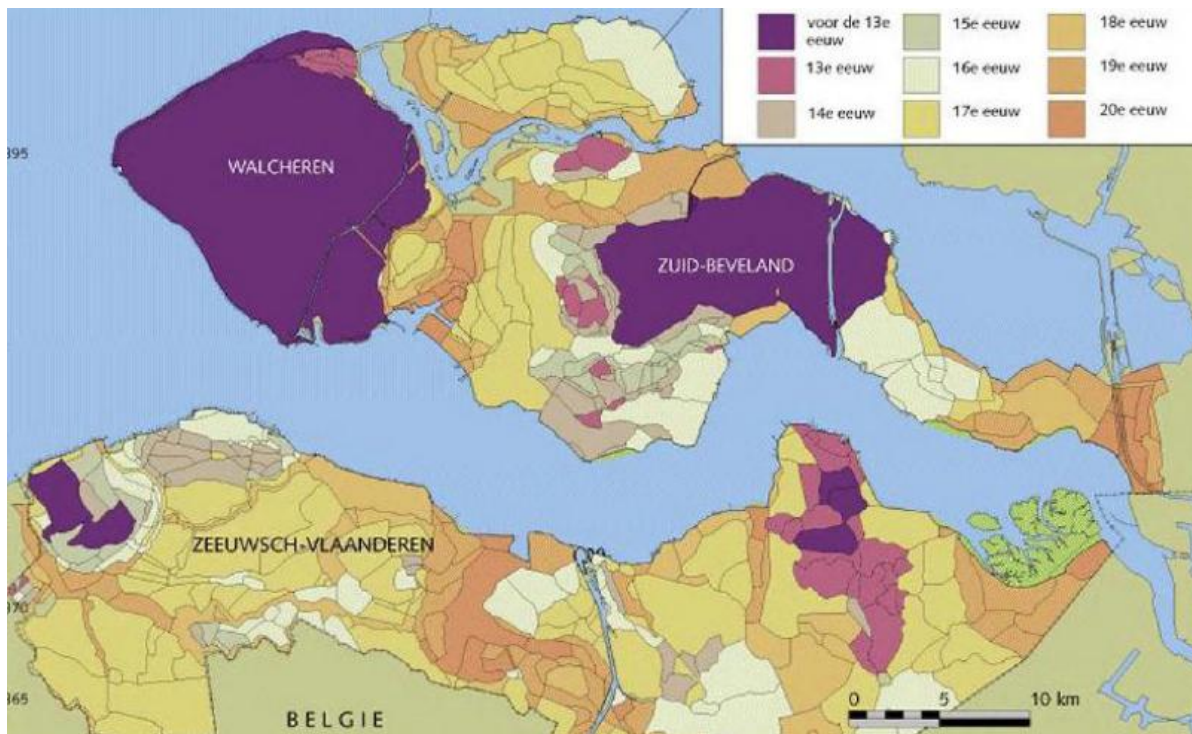 voor de 13e
eeuw
13e eeuw
14e eeuw
15e eeuw
16e eeuw
17e eeuw
18e eeuw
19e eeuw
20e eeuw
395
WALCHEREN
ZUID-BEVELAND
ZEEUWSCH-VLAANDEREN
370
365
BELGIE
0 5 10 km